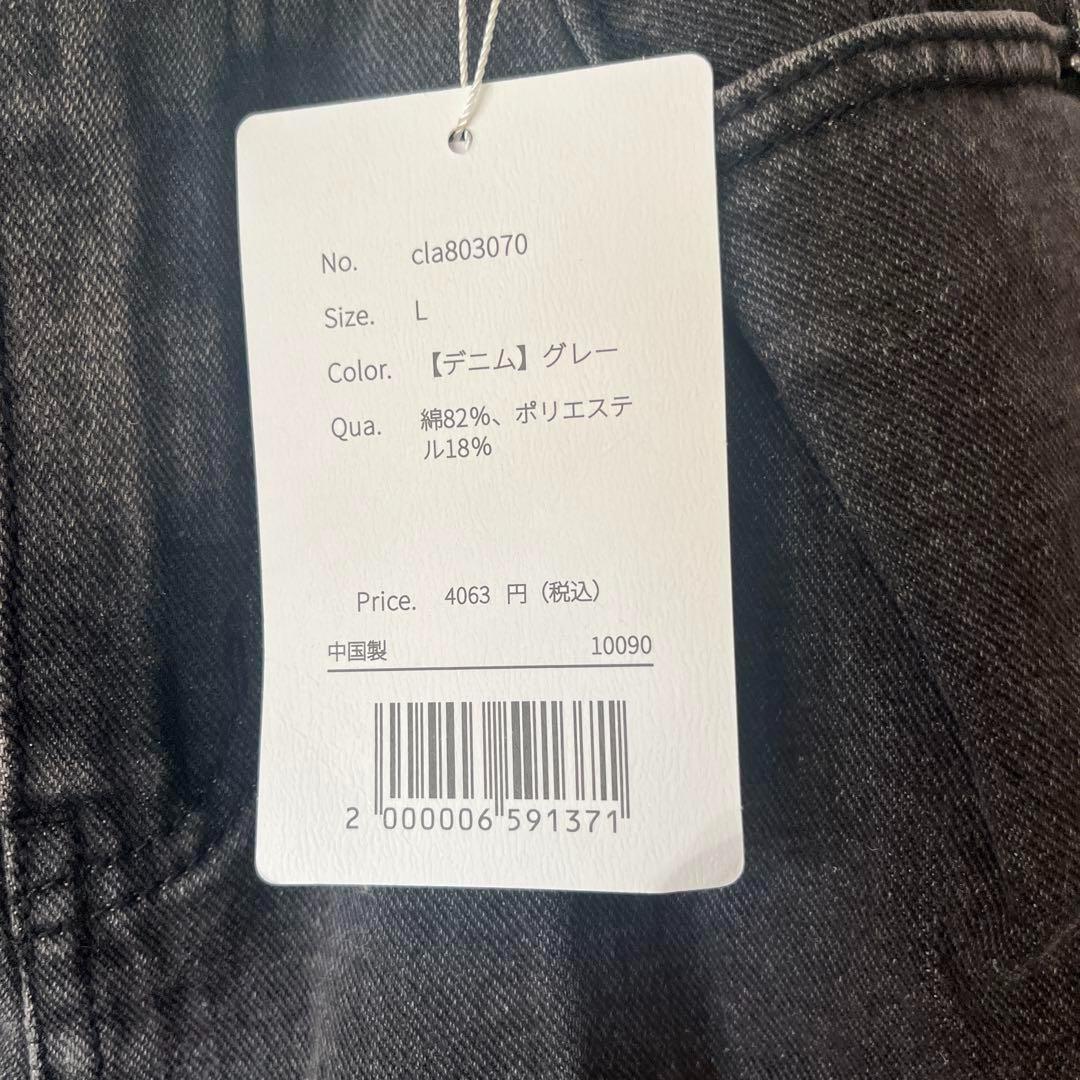 No. cla803070
Size. L
Color. 【デニム】グレー
Qua. 綿82%、ポリエステ
ル18%
Price. 4063 円（税込）
中国製 10090
2 000006 591371